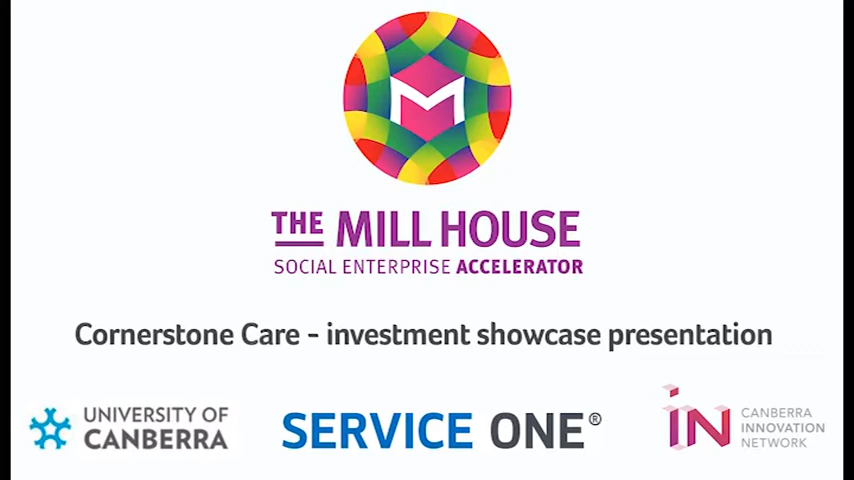 M
THE MILL HOUSE
SOCIAL ENTERPRISE ACCELERATOR
Cornerstone Care - investment showcase presentation
UNIVERSITY OF
CANBERRA
SERVICE ONE®
iN
CANBERRA
INNOVATION
NETWORK